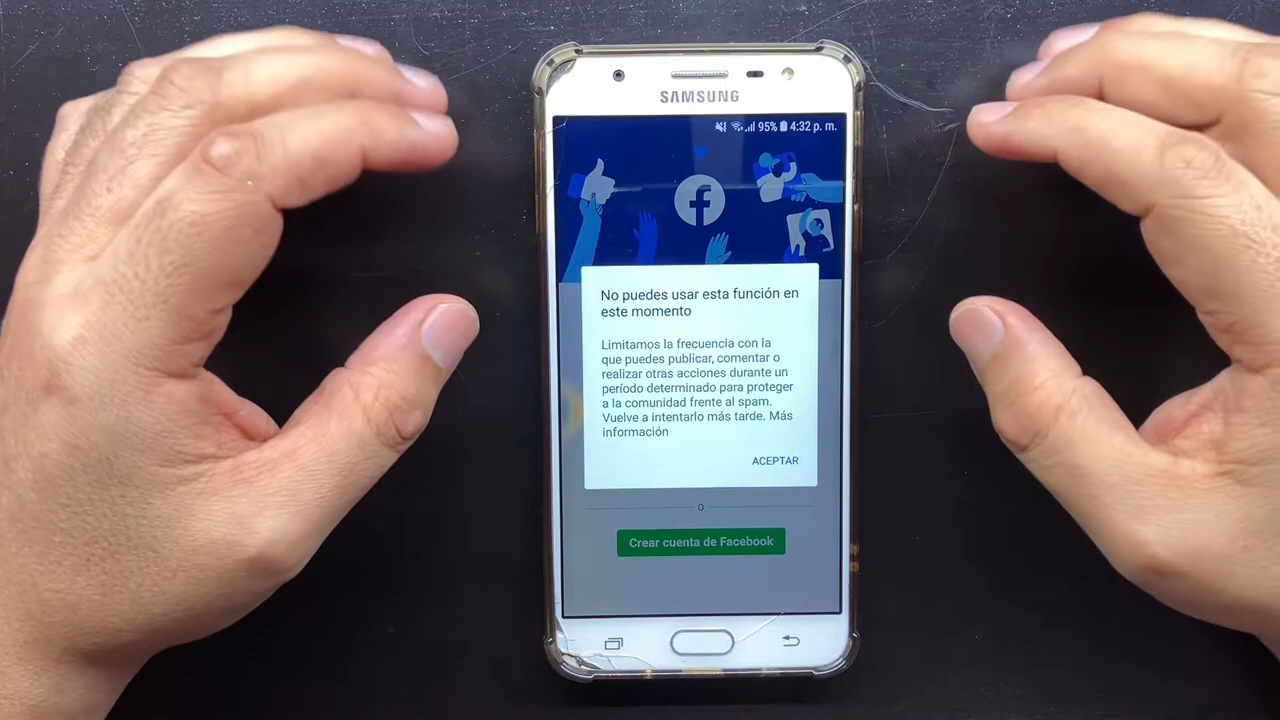 SAMSUNG
95% 4:32 p. m.
No puedes usar esta función en
este momento
Limitamos la frecuencia con la
que puedes publicar, comentar o
realizar otras acciones durante un
período determinado para proteger
a la comunidad frente al spam.
Vuelve a intentarlo más tarde. Más
información
ACEPTAR
o
Crear cuenta de Facebook